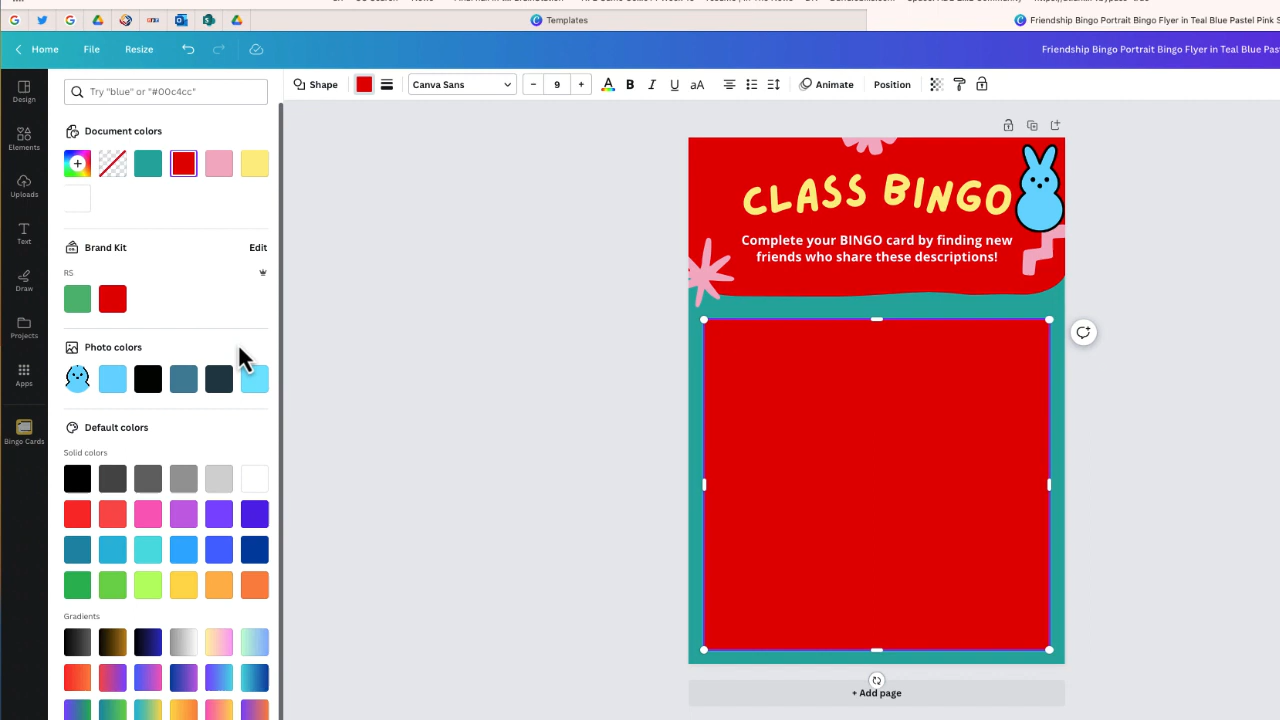 Templates
Friendship Bingo Portrait Bingo Flyer in Teal Blue Pastel Pink S
Home
File
Resize
Friendship Bingo Portrait Bingo Flyer in Teal Blue Pas
Design
Elements
Uploads
Text
Draw
Projects
Apps
Bingo Cards
Try "blue" or "#00c4cc"
Document colors
Brand Kit
Edit
RS
Photo colors
Default colors
Solid colors
Gradients
Shape
Canva Sans
9
A
B
I
U
aA
Animate
Position
CLASS BINGO
Complete your BINGO card by finding new
friends who share these descriptions!
+ Add page